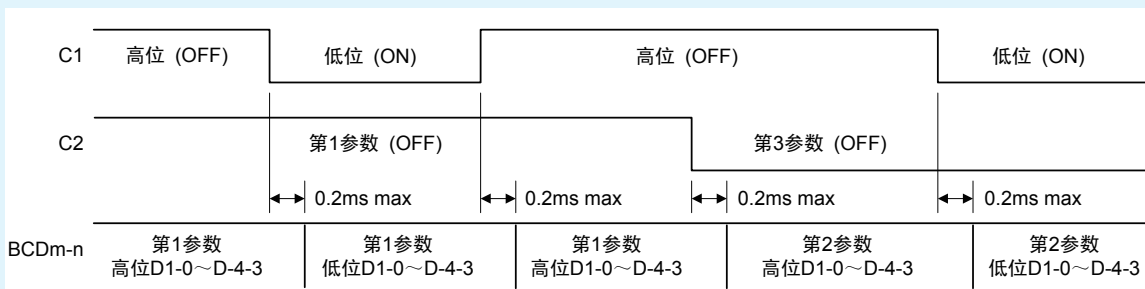 C1
高位 (OFF)
低位 (ON)
高位 (OFF)
低位 (ON)
C2
第1参数 (OFF)
第3参数 (OFF)
0.2ms max
0.2ms max
0.2ms max
0.2ms max
BCDm-n
第1参数
高位D1-0～D-4-3
第1参数
低位D1-0～D-4-3
第1参数
高位D1-0～D-4-3
第2参数
高位D1-0～D-4-3
第2参数
低位D1-0～D-4-3